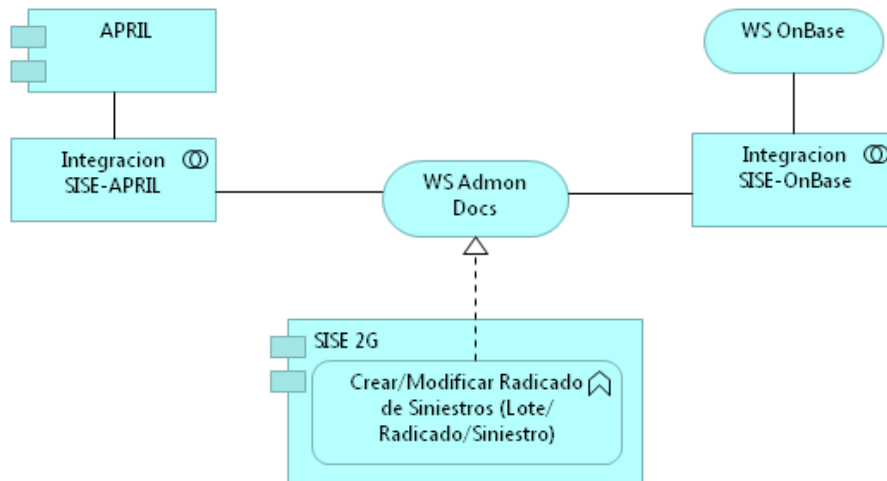 APRIL
WS OnBase
Integracion
SISE-APRIL
Integracion
SISE-OnBase
WS Admon
Docs
SISE 2G
Crear/Modificar Radicado
de Siniestros (Lote/
Radicado/Siniestro)